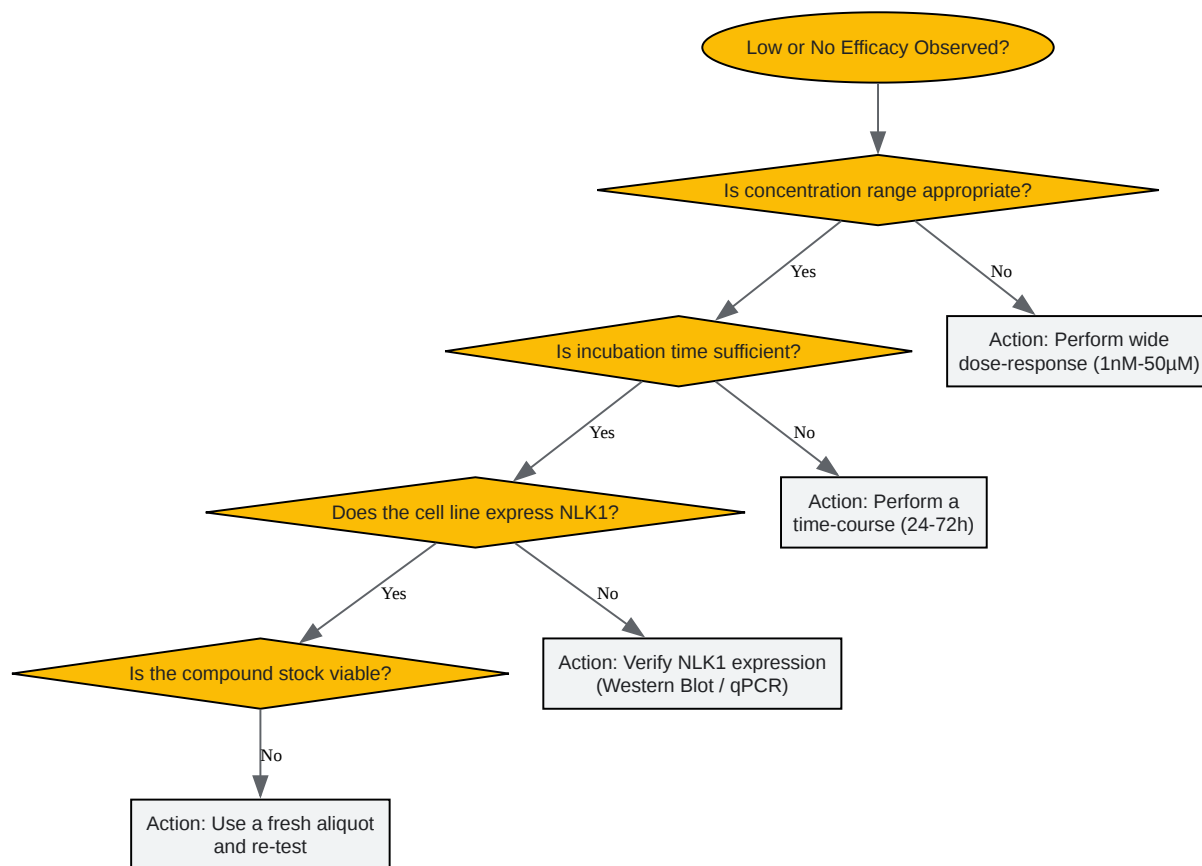 Low or No Efficacy Observed?
Is concentration range appropriate?
Yes
No
Action: Perform wide
dose-response (1nM-50µM)
Is incubation time sufficient?
Yes
No
Action: Perform a
time-course (24-72h)
Does the cell line express NLK1?
Yes
No
Action: Verify NLK1 expression
(Western Blot / qPCR)
Is the compound stock viable?
No
Action: Use a fresh aliquot
and re-test